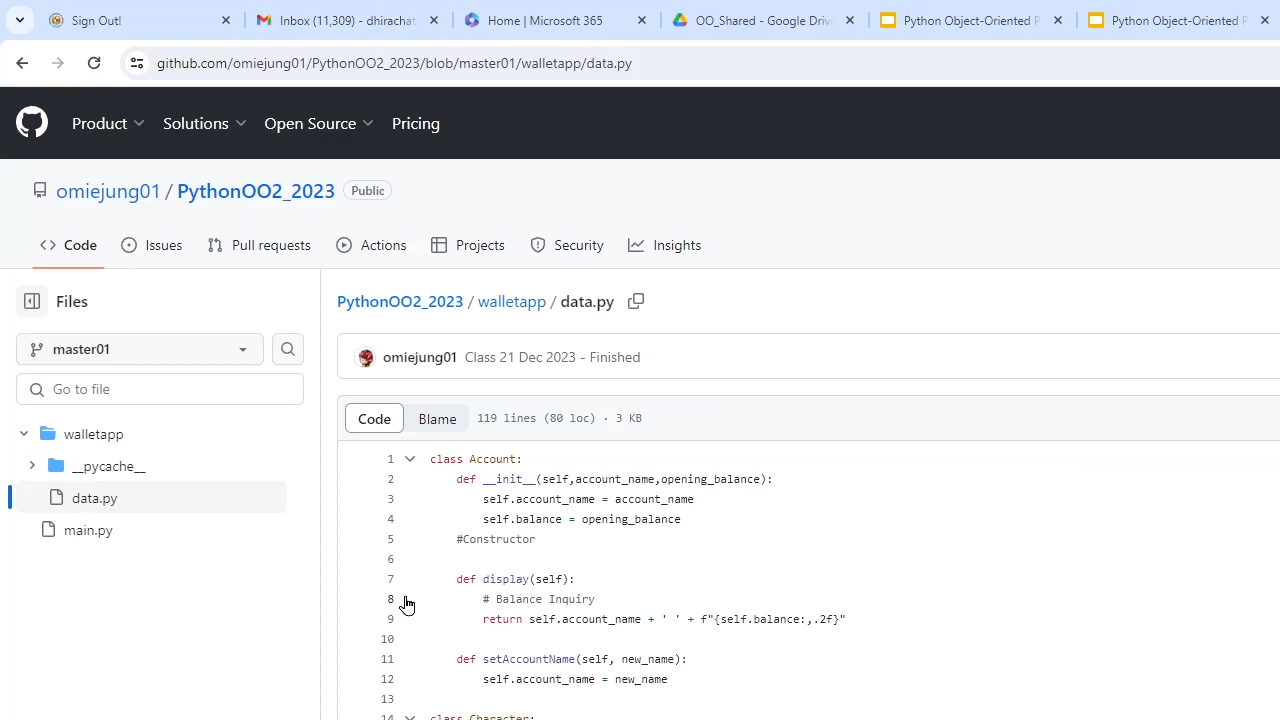 Sign Out!
Inbox (11,309) - dhirachat
Home | Microsoft 365
OO_Shared - Google Driv
Python Object-Oriented P
Python Object-Oriented P
github.com/omiejung01/PythonOO2_2023/blob/master01/walletapp/data.py
Product
Solutions
Open Source
Pricing
omiejung01 / PythonOO2_2023 Public
Code
Issues
Pull requests
Actions
Projects
Security
Insights
Files
master01
Go to file
walletapp
__pycache__
data.py
main.py
PythonOO2_2023 / walletapp / data.py
omiejung01 Class 21 Dec 2023 - Finished
Code Blame 119 lines (80 loc) · 3 KB
1 class Account:
2 def __init__(self,account_name,opening_balance):
3 self.account_name = account_name
4 self.balance = opening_balance
5 #Constructor
6
7 def display(self):
8 # Balance Inquiry
9 return self.account_name + ' ' + f"{self.balance:,.2f}"
10
11 def setAccountName(self, new_name):
12 self.account_name = new_name
13
14 class Character: